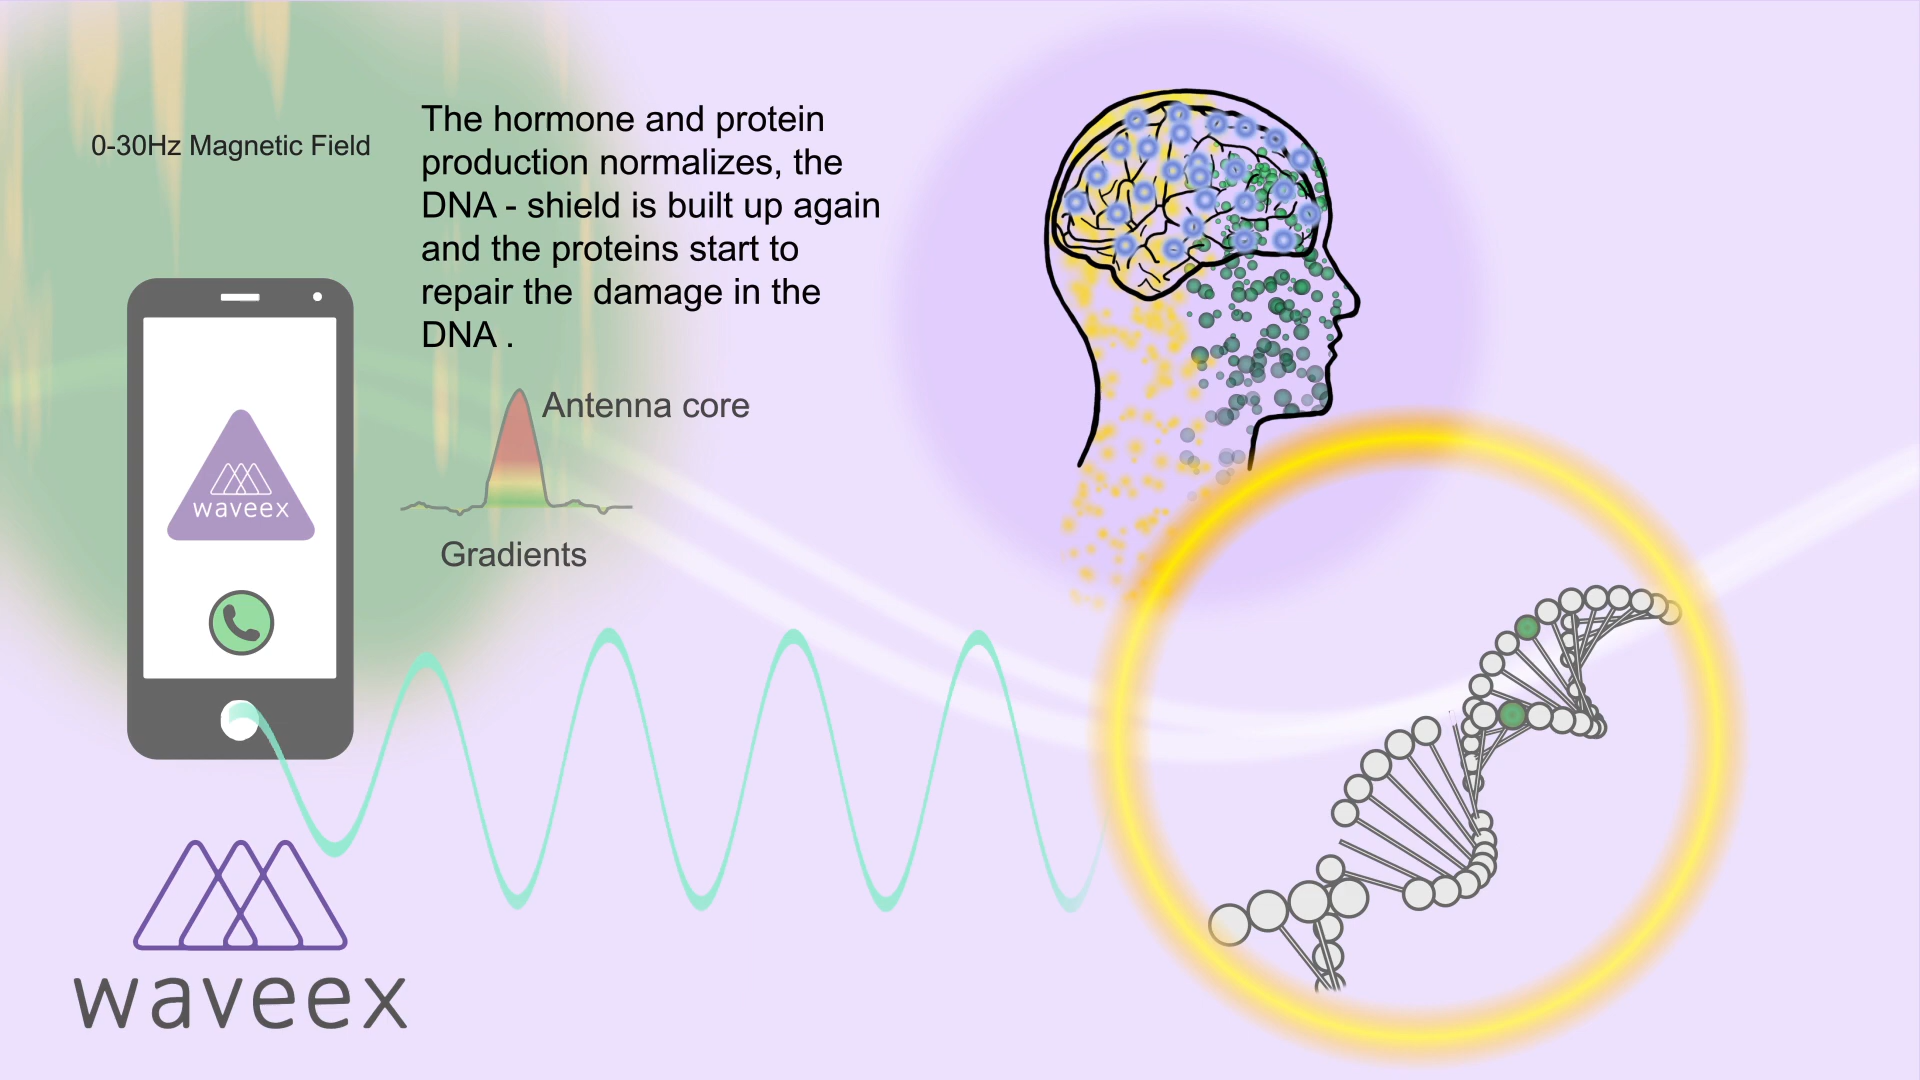 0-30Hz Magnetic Field
The hormone and protein
production normalizes, the
DNA - shield is built up again
and the proteins start to
repair the  damage in the
DNA .
Antenna core
Gradients
waveex
waveex